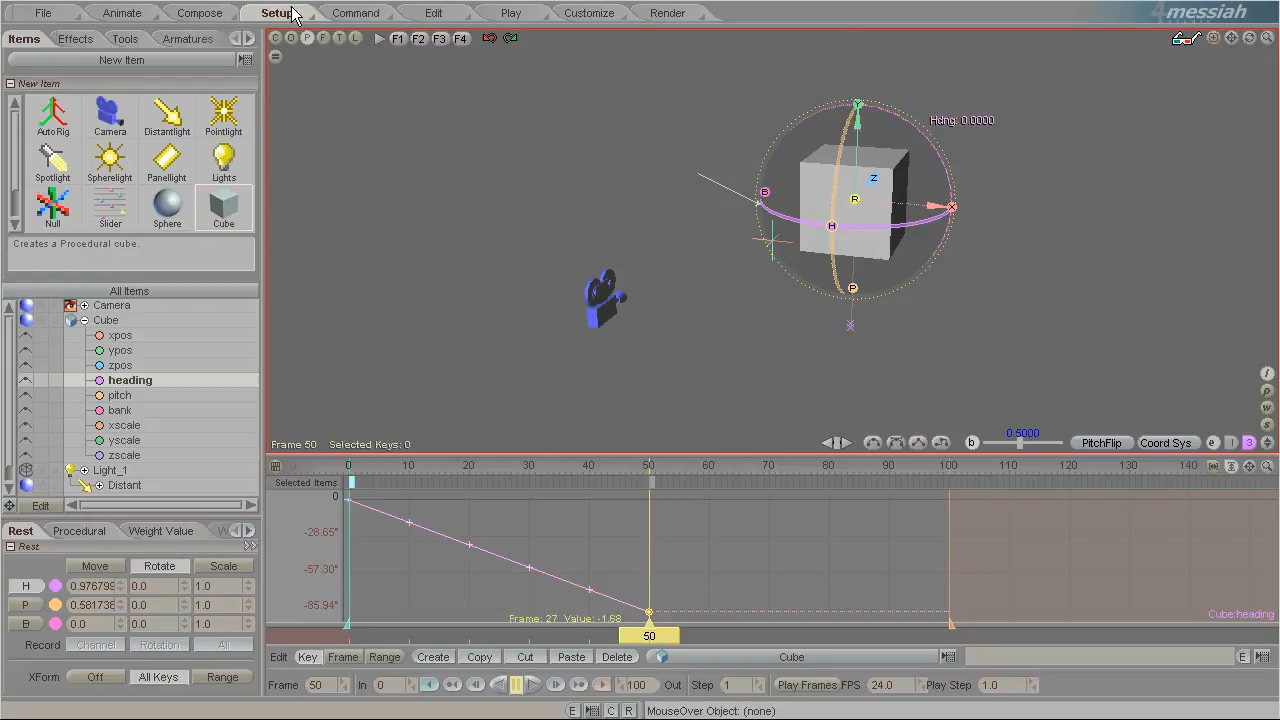 File Animate Compose Setup Command Edit Play Customize Render 4messiah
Items Effects Tools Armatures C O P F T L F1 F2 F3 F4
New Item
New Item
Auto Rig Camera Distantlight Pointlight
Spotlight Spherelight Panellight Lights
Null Slider Sphere Cube
Creates a Procedural cube.
All Items
Camera
Cube
xpos
ypos
zpos
heading
pitch
bank
xscale
yscale
zscale
Light_1
Distant
Edit
Y
Hdng: 0.0000
Z
B
R
X
H
P
Frame 50 Selected Keys: 0
b 0.5000 PitchFlip Coord Sys e 3
p
w
s
0 10 20 30 40 50 60 70 80 90 100 110 120 130 140
Selected Items:
0
-28.65°
-57.30°
-85.94°
Frame: 27 Value: -1.68
Cube:heading
50
Rest Procedural Weight Value
Rest
Move Rotate Scale
H 0.976799 0.0 1.0
P 0.581738 0.0 1.0
B 0.0 0.0 1.0
Record Channel Rotation All
XForm Off All Keys Range
Edit Key Frame Range Create Copy Cut Paste Delete Cube E
Frame 50 In 0 100 Out Step 1 Play Frames FPS 24.0 Play Step 1.0
E C R MouseOver Object: (none)